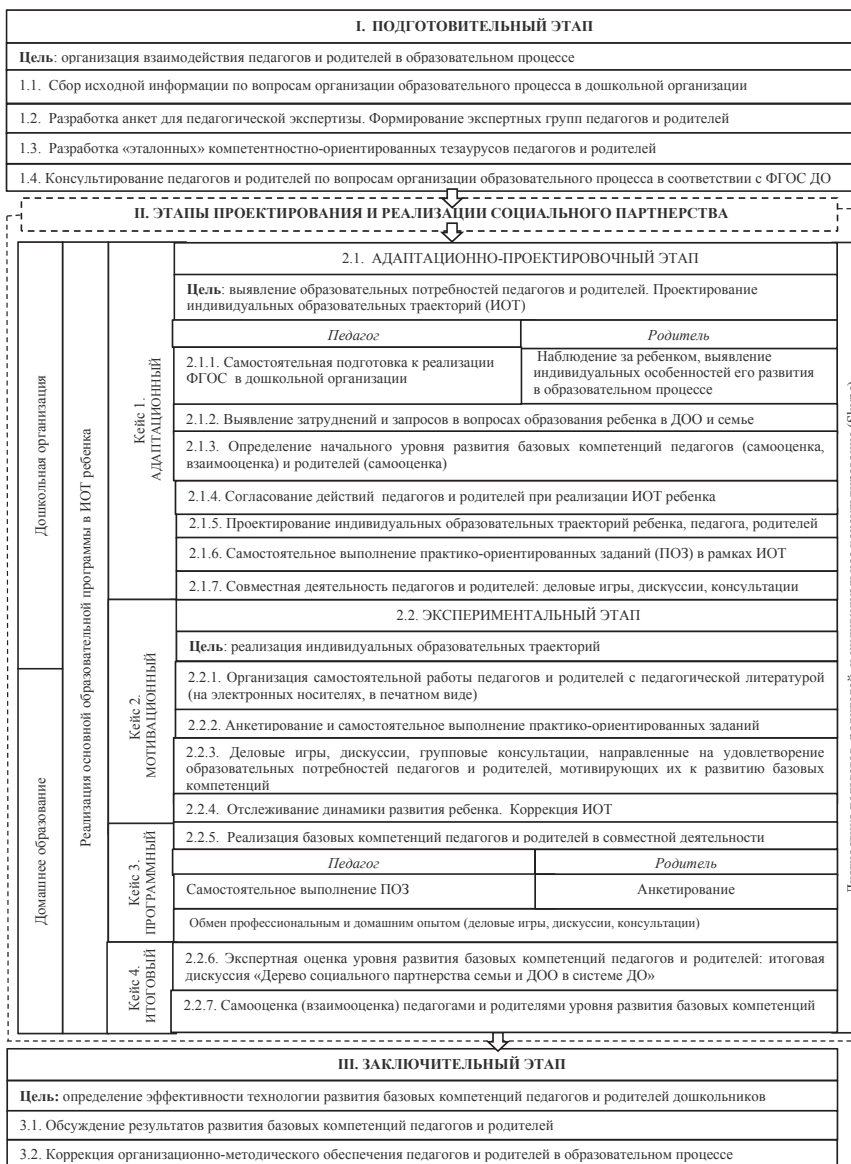 I. ПОДГОТОВИТЕЛЬНЫЙ ЭТАП
Цель: организация взаимодействия педагогов и родителей в образовательном процессе
1.1. Сбор исходной информации по вопросам организации образовательного процесса в дошкольной организации
1.2. Разработка анкет для педагогической экспертизы. Формирование экспертных групп педагогов и родителей
1.3. Разработка «эталонных» компетентностно-ориентированных тезаурусов педагогов и родителей
1.4. Консультирование педагогов и родителей по вопросам организации образовательного процесса в соответствии с ФГОС ДО
II. ЭТАПЫ ПРОЕКТИРОВАНИЯ И РЕАЛИЗАЦИИ СОЦИАЛЬНОГО ПАРТНЕРСТВА
Дошкольная организация
Домашнее образование
Реализация основной образовательной программы в ИОТ ребенка
Кейс 1.
АДАПТАЦИОННЫЙ
2.1. АДАПТАЦИОННО-ПРОЕКТИРОВОЧНЫЙ ЭТАП
Цель: выявление образовательных потребностей педагогов и родителей. Проектирование
индивидуальных образовательных траекторий (ИОТ)
Педагог
Родитель
2.1.1. Самостоятельная подготовка к реализации
ФГОС в дошкольной организации
Наблюдение за ребенком, выявление
индивидуальных особенностей его развития
в образовательном процессе
2.1.2. Выявление затруднений и запросов в вопросах образования ребенка в ДОО и семье
2.1.3. Определение начального уровня развития базовых компетенций педагогов (самооценка,
взаимооценка) и родителей (самооценка)
2.1.4. Согласование действий педагогов и родителей при реализации ИОТ ребенка
2.1.5. Проектирование индивидуальных образовательных траекторий ребенка, педагога, родителей
2.1.6. Самостоятельное выполнение практико-ориентированных заданий (ПОЗ) в рамках ИОТ
2.1.7. Совместная деятельность педагогов и родителей: деловые игры, дискуссии, консультации
Кейс 2.
МОТИВАЦИОННЫЙ
2.2. ЭКСПЕРИМЕНТАЛЬНЫЙ ЭТАП
Цель: реализация индивидуальных образовательных траекторий
2.2.1. Организация самостоятельной работы педагогов и родителей с педагогической литературой
(на электронных носителях, в печатном виде)
2.2.2. Анкетирование и самостоятельное выполнение практико-ориентированных заданий
2.2.3. Деловые игры, дискуссии, групповые консультации, направленные на удовлетворение
образовательных потребностей педагогов и родителей, мотивирующих их к развитию базовых
компетенций
2.2.4. Отслеживание динамики развития ребенка. Коррекция ИОТ
Кейс 3.
ПРОГРАММНЫЙ
2.2.5. Реализация базовых компетенций педагогов и родителей в совместной деятельности
Педагог
Родитель
Самостоятельное выполнение ПОЗ
Анкетирование
Обмен профессиональным и домашним опытом (деловые игры, дискуссии, консультации)
Кейс 4.
ИТОГОВЫЙ
2.2.6. Экспертная оценка уровня развития базовых компетенций педагогов и родителей: итоговая
дискуссия «Дерево социального партнерства семьи и ДОО в системе ДО»
2.2.7. Самооценка (взаимооценка) педагогами и родителями уровня развития базовых компетенций
III. ЗАКЛЮЧИТЕЛЬНЫЙ ЭТАП
Цель: определение эффективности технологии развития базовых компетенций педагогов и родителей дошкольников
3.1. Обсуждение результатов развития базовых компетенций педагогов и родителей
3.2. Коррекция организационно-методического обеспечения педагогов и родителей в образовательном процессе